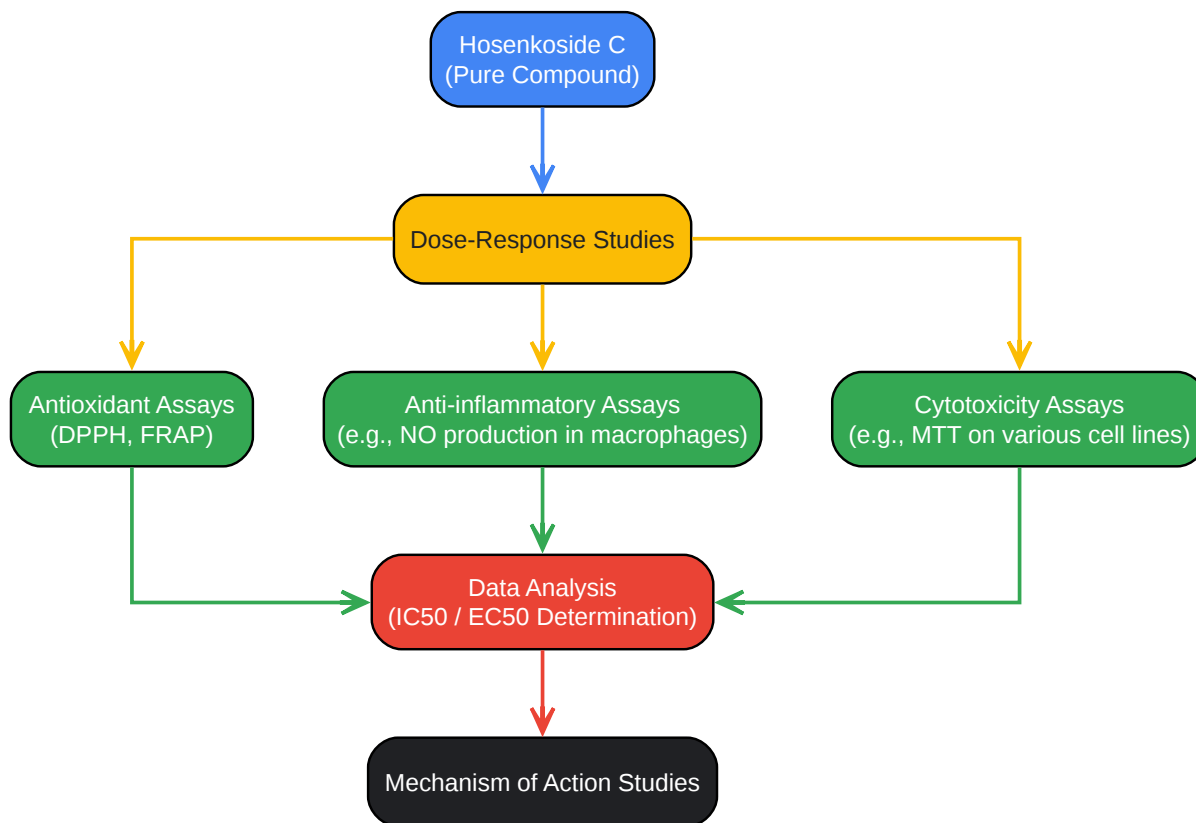 Hosenkoside C
(Pure Compound)
Dose-Response Studies
Antioxidant Assays
(DPPH, FRAP)
Anti-inflammatory Assays
(e.g., NO production in macrophages)
Cytotoxicity Assays
(e.g., MTT on various cell lines)
Data Analysis
(IC50 / EC50 Determination)
Mechanism of Action Studies